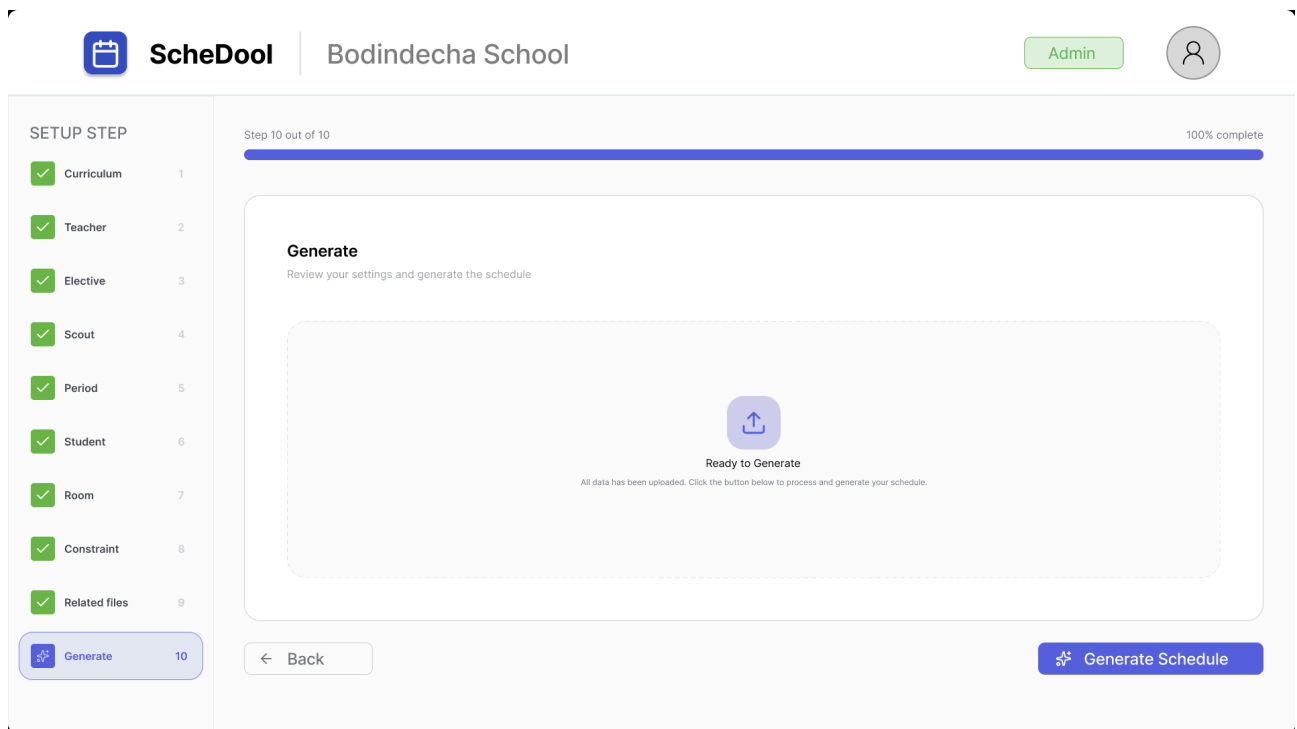 ScheDool
Bodindecha School
Admin
SETUP STEP
Curriculum 1
Teacher 2
Elective 3
Scout 4
Period 5
Student 6
Room 7
Constraint 8
Related files 9
Generate 10
Step 10 out of 10
100% complete
Generate
Review your settings and generate the schedule
Ready to Generate
All data has been uploaded. Click the button below to process and generate your schedule.
Back
Generate Schedule